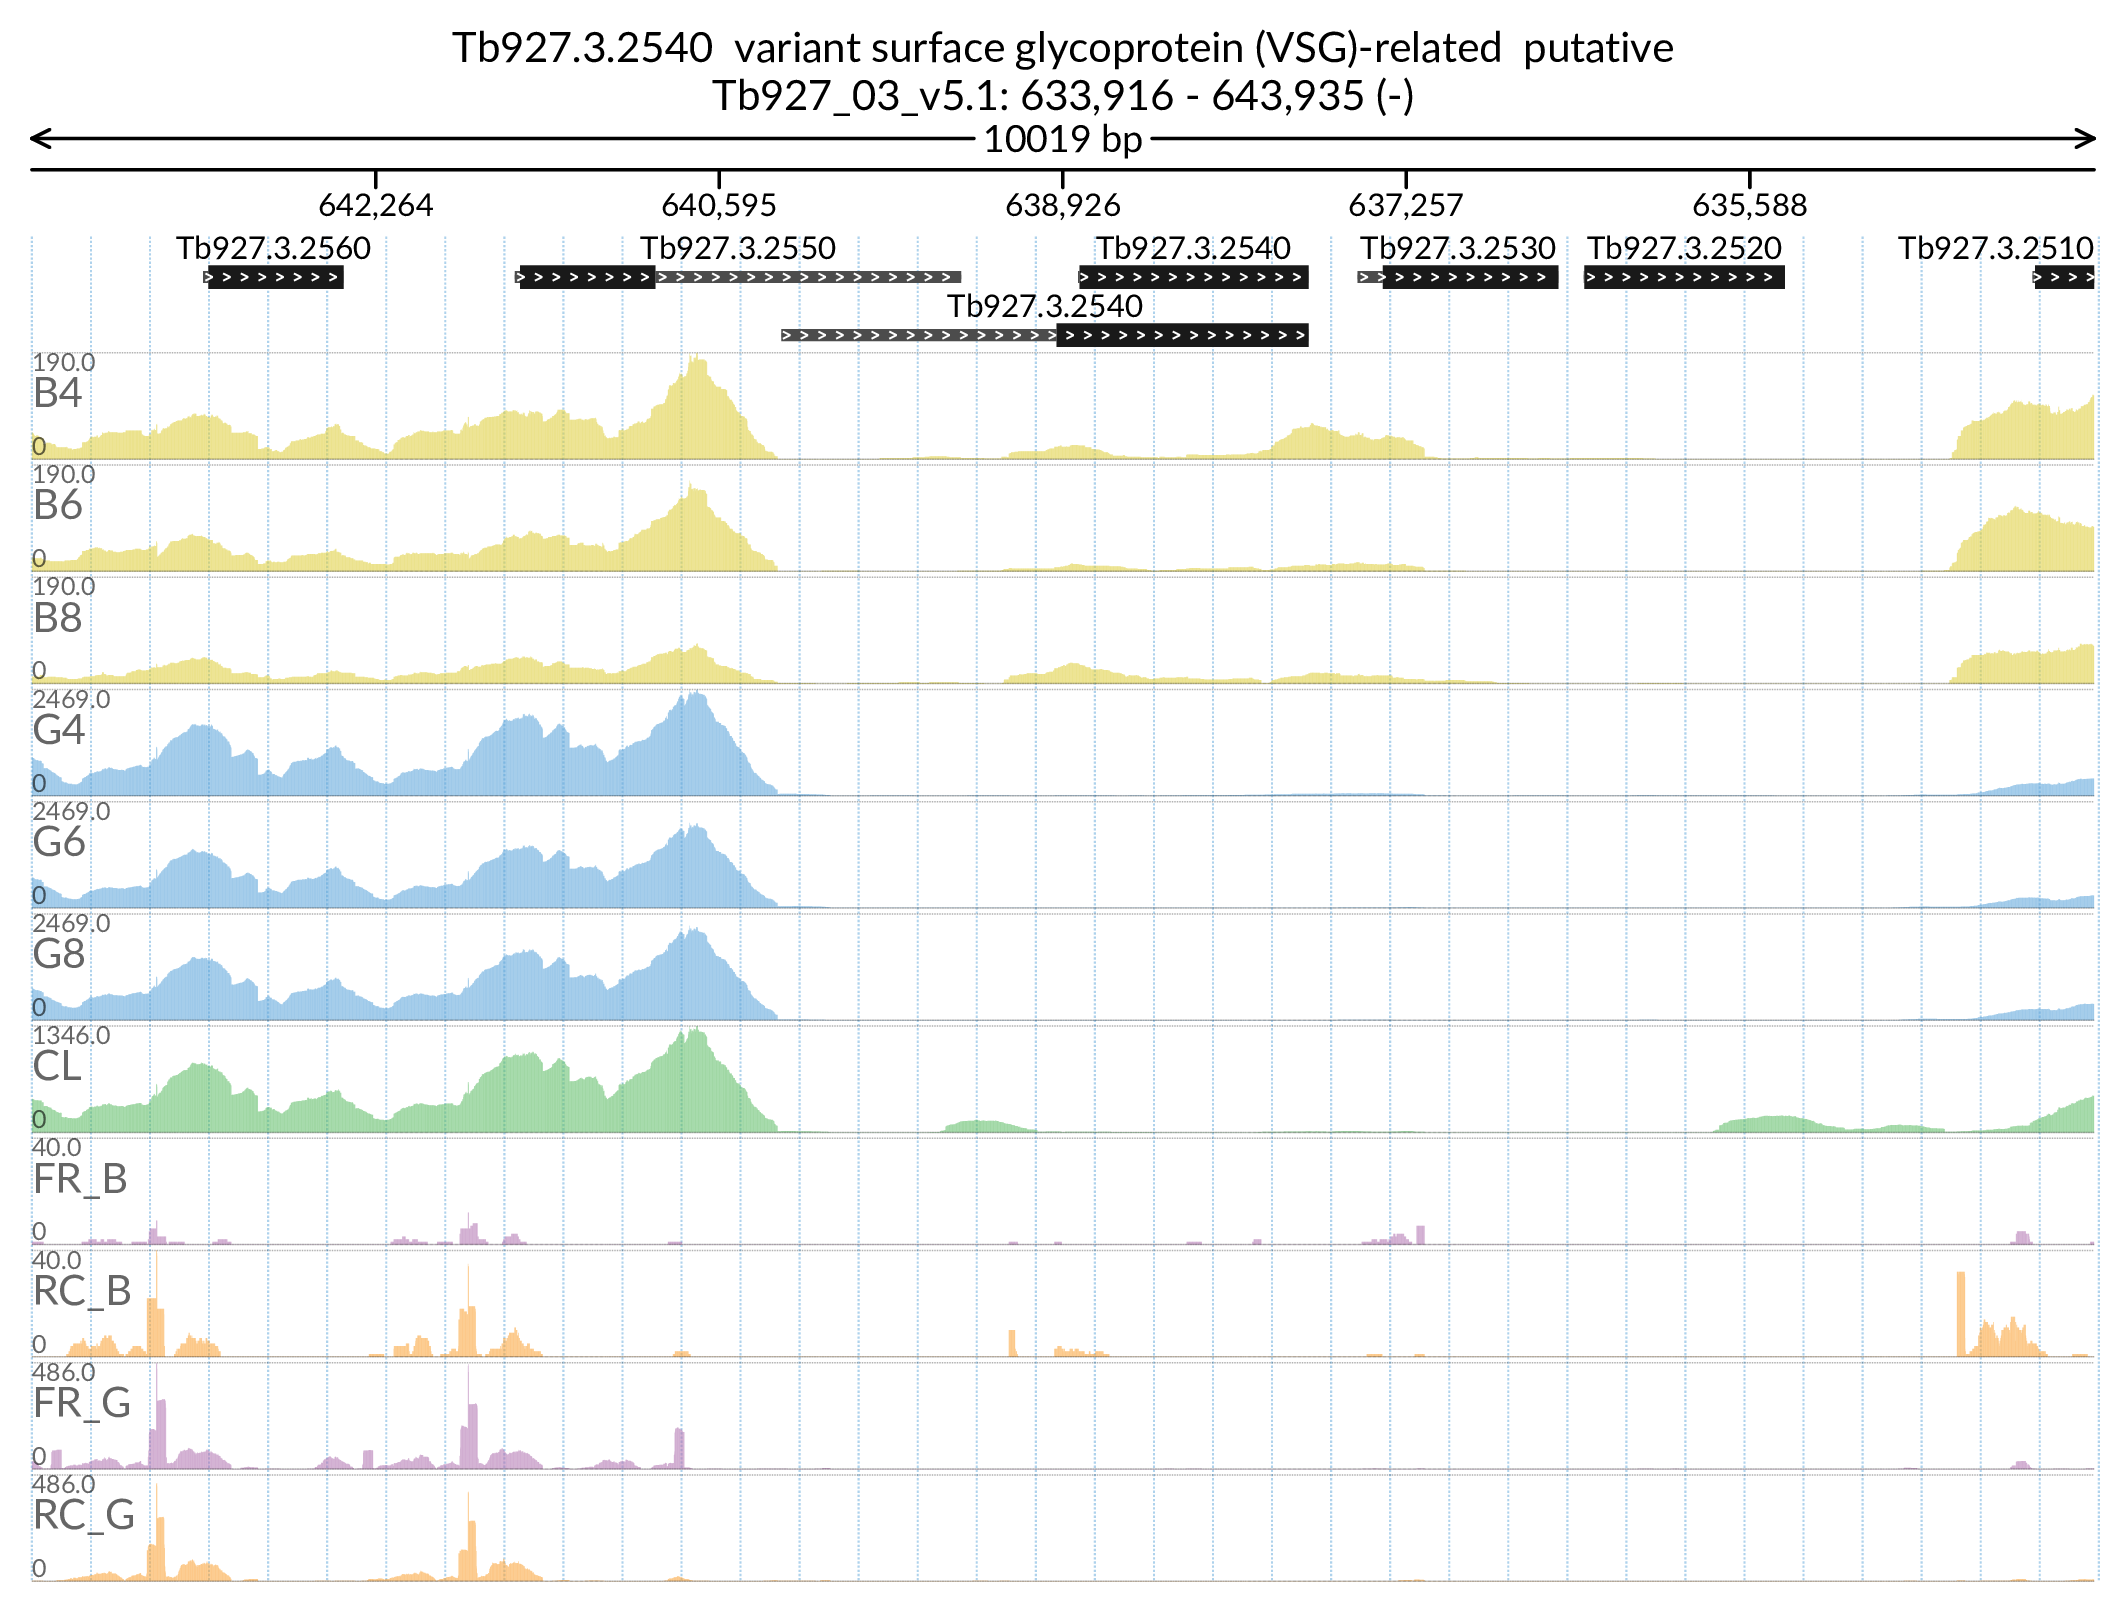 Tb927.3.2540  variant surface glycoprotein (VSG)-related  putative
Tb927_03_v5.1: 633,916 - 643,935 (-)
10019 bp
642,264 640,595 638,926 637,257 635,588
Tb927.3.2560 Tb927.3.2550 Tb927.3.2540 Tb927.3.2530 Tb927.3.2520 Tb927.3.2510
Tb927.3.2540
190.0
B4
0
190.0
B6
0
190.0
B8
0
2469.0
G4
0
2469.0
G6
0
2469.0
G8
0
1346.0
CL
0
40.0
FR_B
0
40.0
RC_B
0
486.0
FR_G
0
486.0
RC_G
0